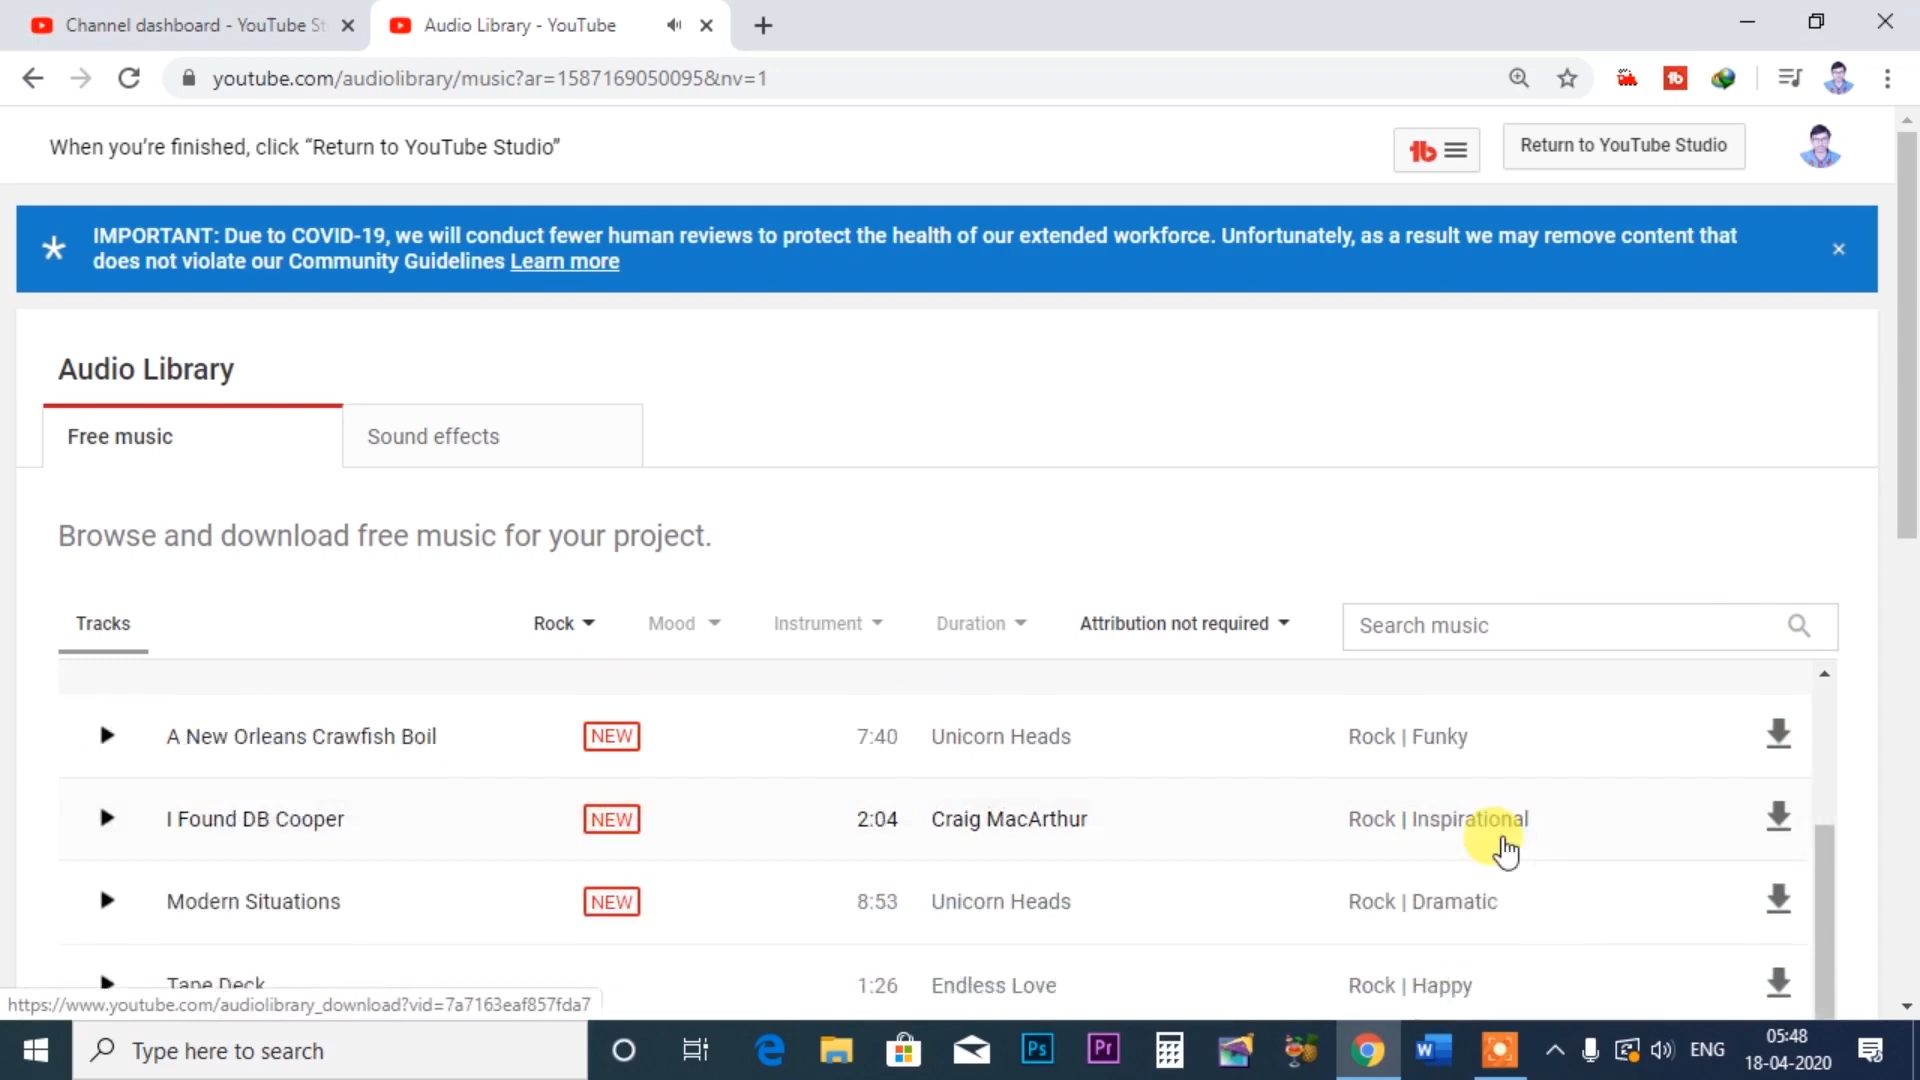 Channel dashboard - YouTube St
Audio Library - YouTube
youtube.com/audiolibrary/music?ar=1587169050095&nv=1
When you're finished, click “Return to YouTube Studio”
Return to YouTube Studio
IMPORTANT: Due to COVID-19, we will conduct fewer human reviews to protect the health of our extended workforce. Unfortunately, as a result we may remove content that
does not violate our Community Guidelines Learn more
Audio Library
Free music
Sound effects
Browse and download free music for your project.
Tracks Rock Mood Instrument Duration Attribution not required Search music
A New Orleans Crawfish Boil NEW 7:40 Unicorn Heads Rock | Funky
I Found DB Cooper NEW 2:04 Craig MacArthur Rock | Inspirational
Modern Situations NEW 8:53 Unicorn Heads Rock | Dramatic
Tape Deck 1:26 Endless Love Rock | Happy
https://www.youtube.com/audiolibrary_download?vid=7a7163eaf857fda7
Type here to search
Ps
Pr
W
ENG
05:48
18-04-2020